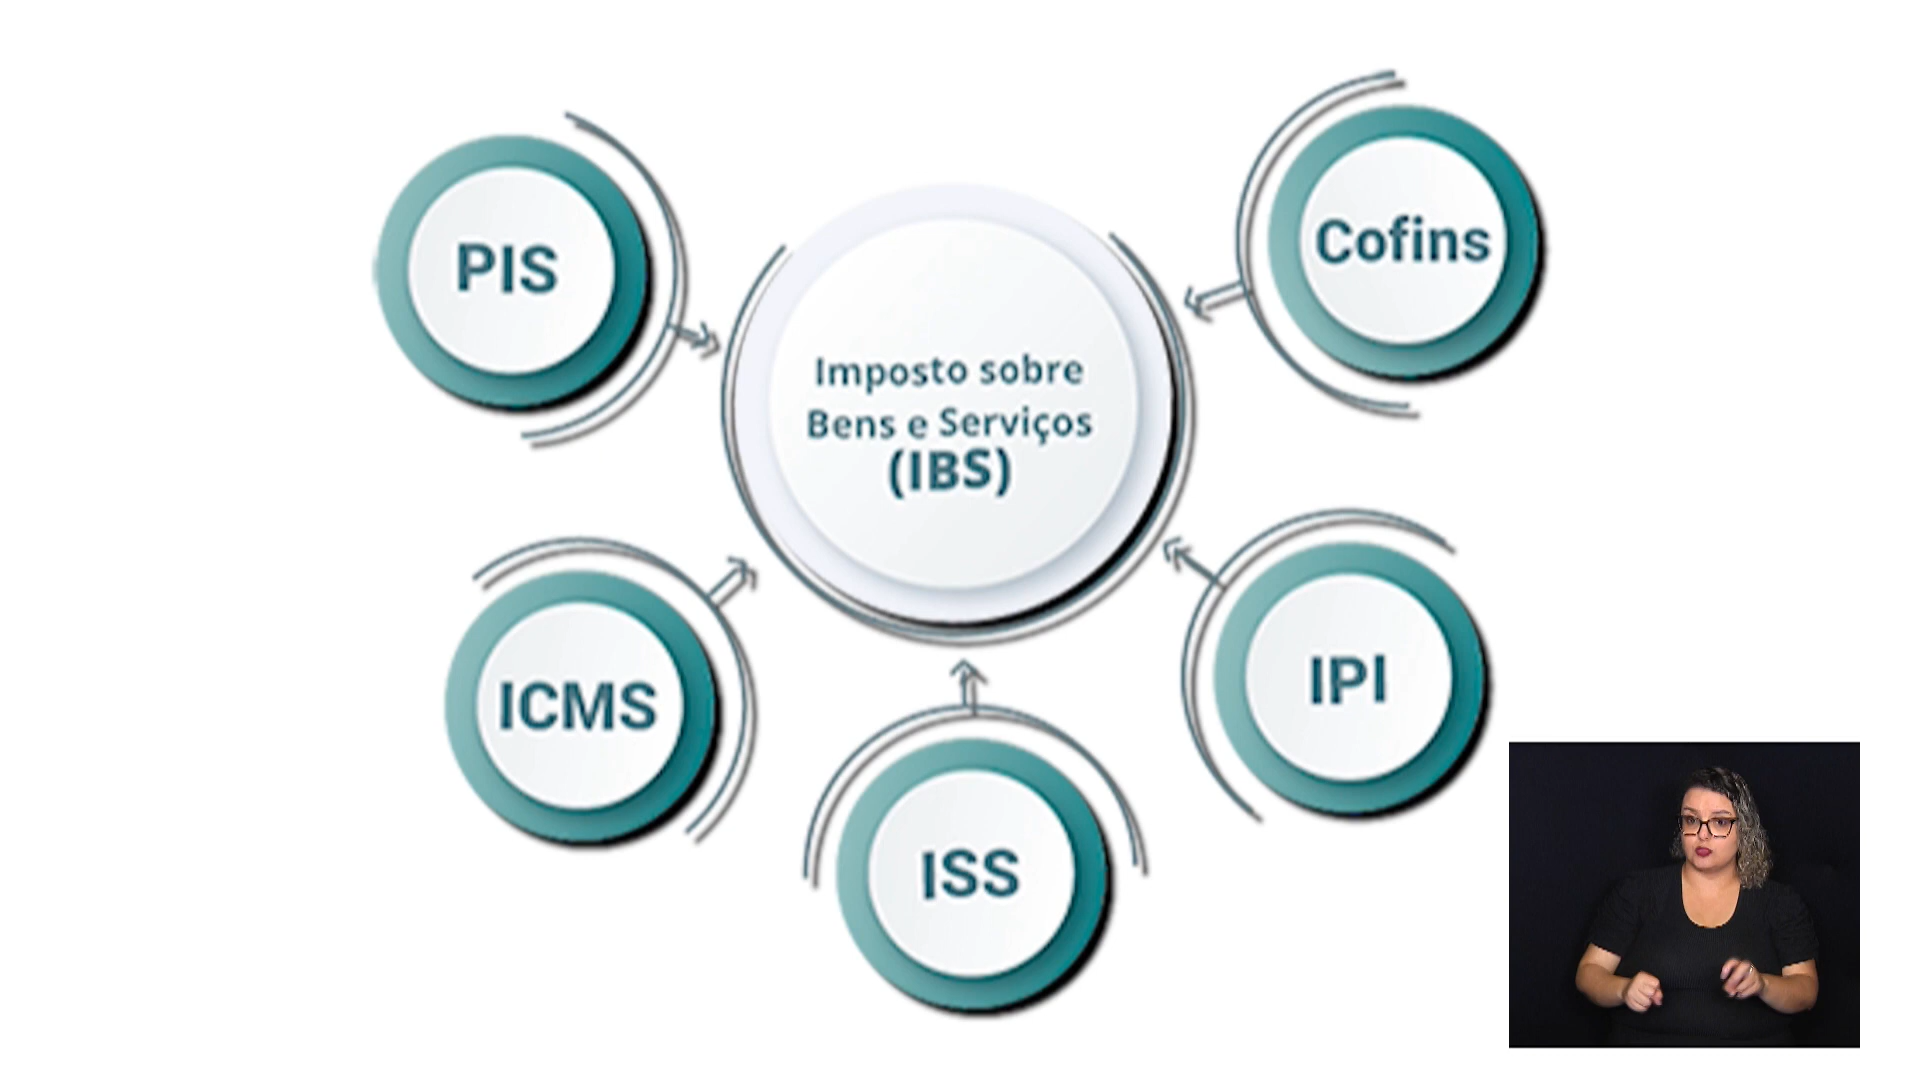 PIS
Cofins
Imposto sobre
Bens e Serviços
(IBS)
ICMS
IPI
ISS